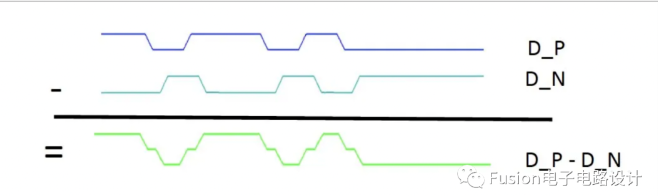 D_P
-
D_N
=
D_P - D_N
Fusion电子电路设计